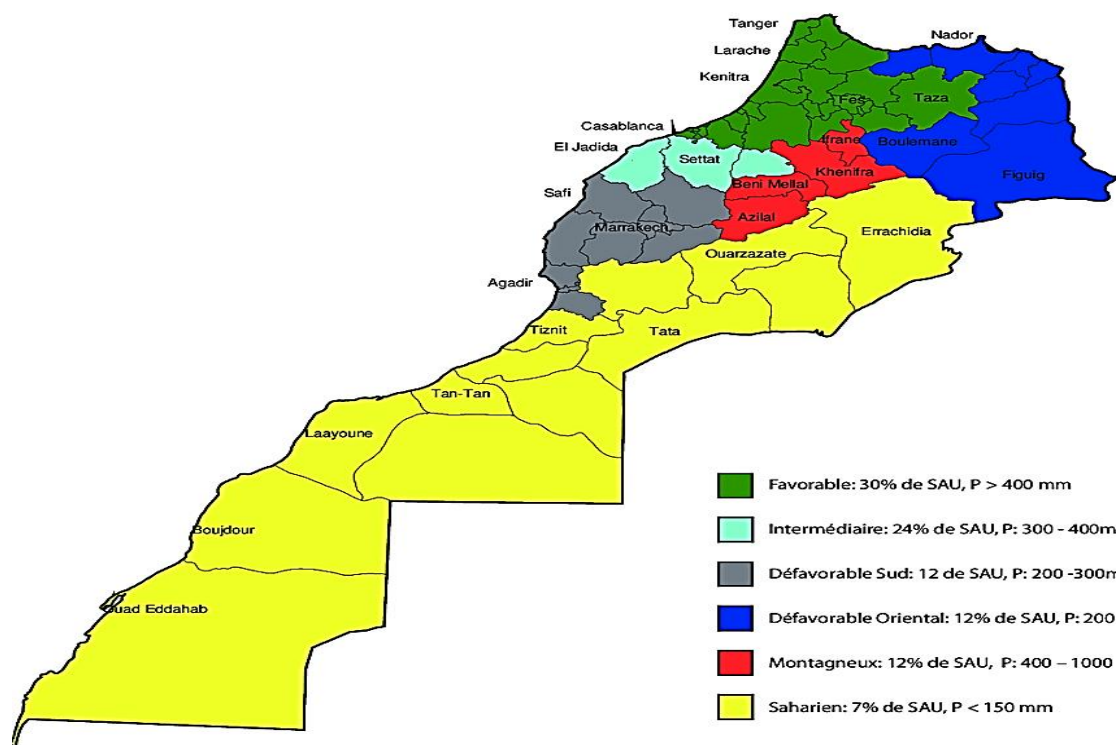 Tanger
Nador
Larache
Kenitra
Fes
Taza
Casablanca
El Jadida
Settat
Ifrane
Boulemane
Khenifra
Figuig
Safi
Beni Mellal
Azilal
Marrakech
Errachidia
Ouarzazate
Agadir
Tiznit
Tata
Tan-Tan
Laayoune
Boujdour
Ouad Eddahab
Favorable: 30% de SAU, P > 400 mm
Intermédiaire: 24% de SAU, P: 300 - 400m
Défavorable Sud: 12 de SAU, P: 200 -300m
Défavorable Oriental: 12% de SAU, P: 200
Montagneux: 12% de SAU, P: 400 – 1000
Saharien: 7% de SAU, P < 150 mm